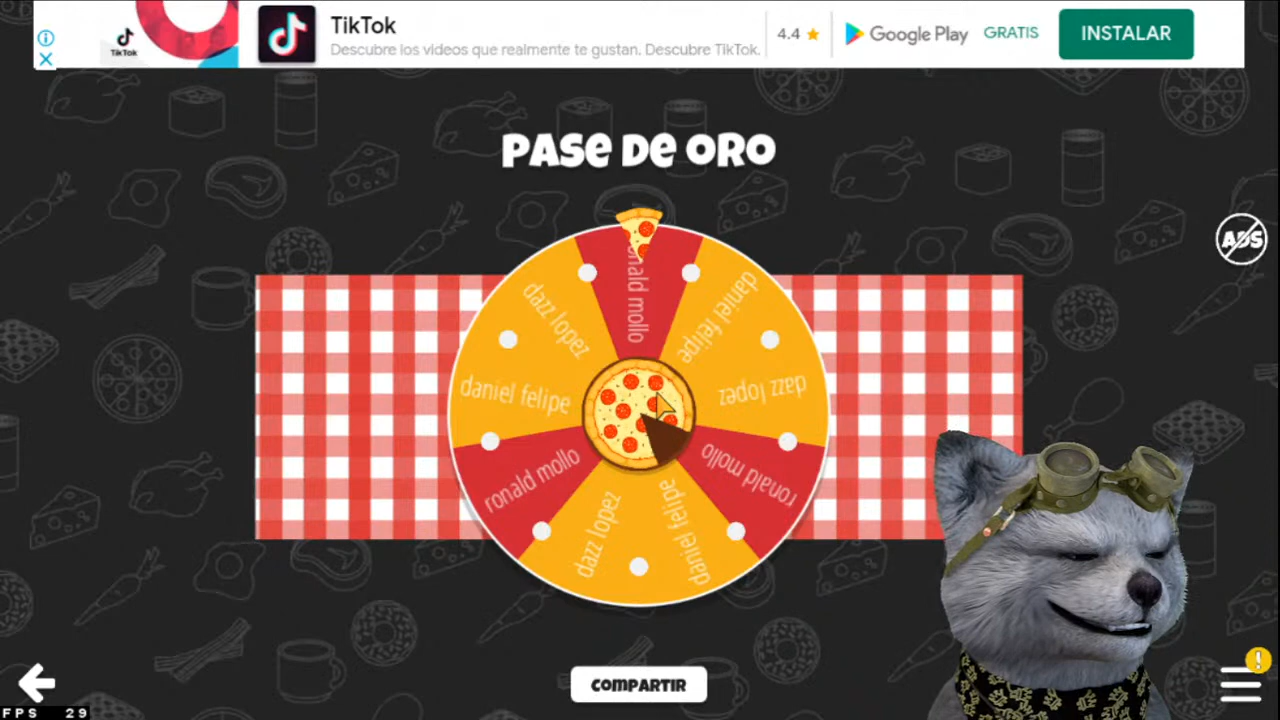 TikTok
TikTok
Descubre los videos que realmente te gustan. Descubre TikTok.
4.4
Google Play
GRATIS
INSTALAR
PASE DE ORO
ADS
ronald mollo
daniel felipe
dazz lopez
ronald mollo
daniel felipe
dazz lopez
ronald mollo
daniel felipe
dazz lopez
COMPARTIR
!
FPS 29